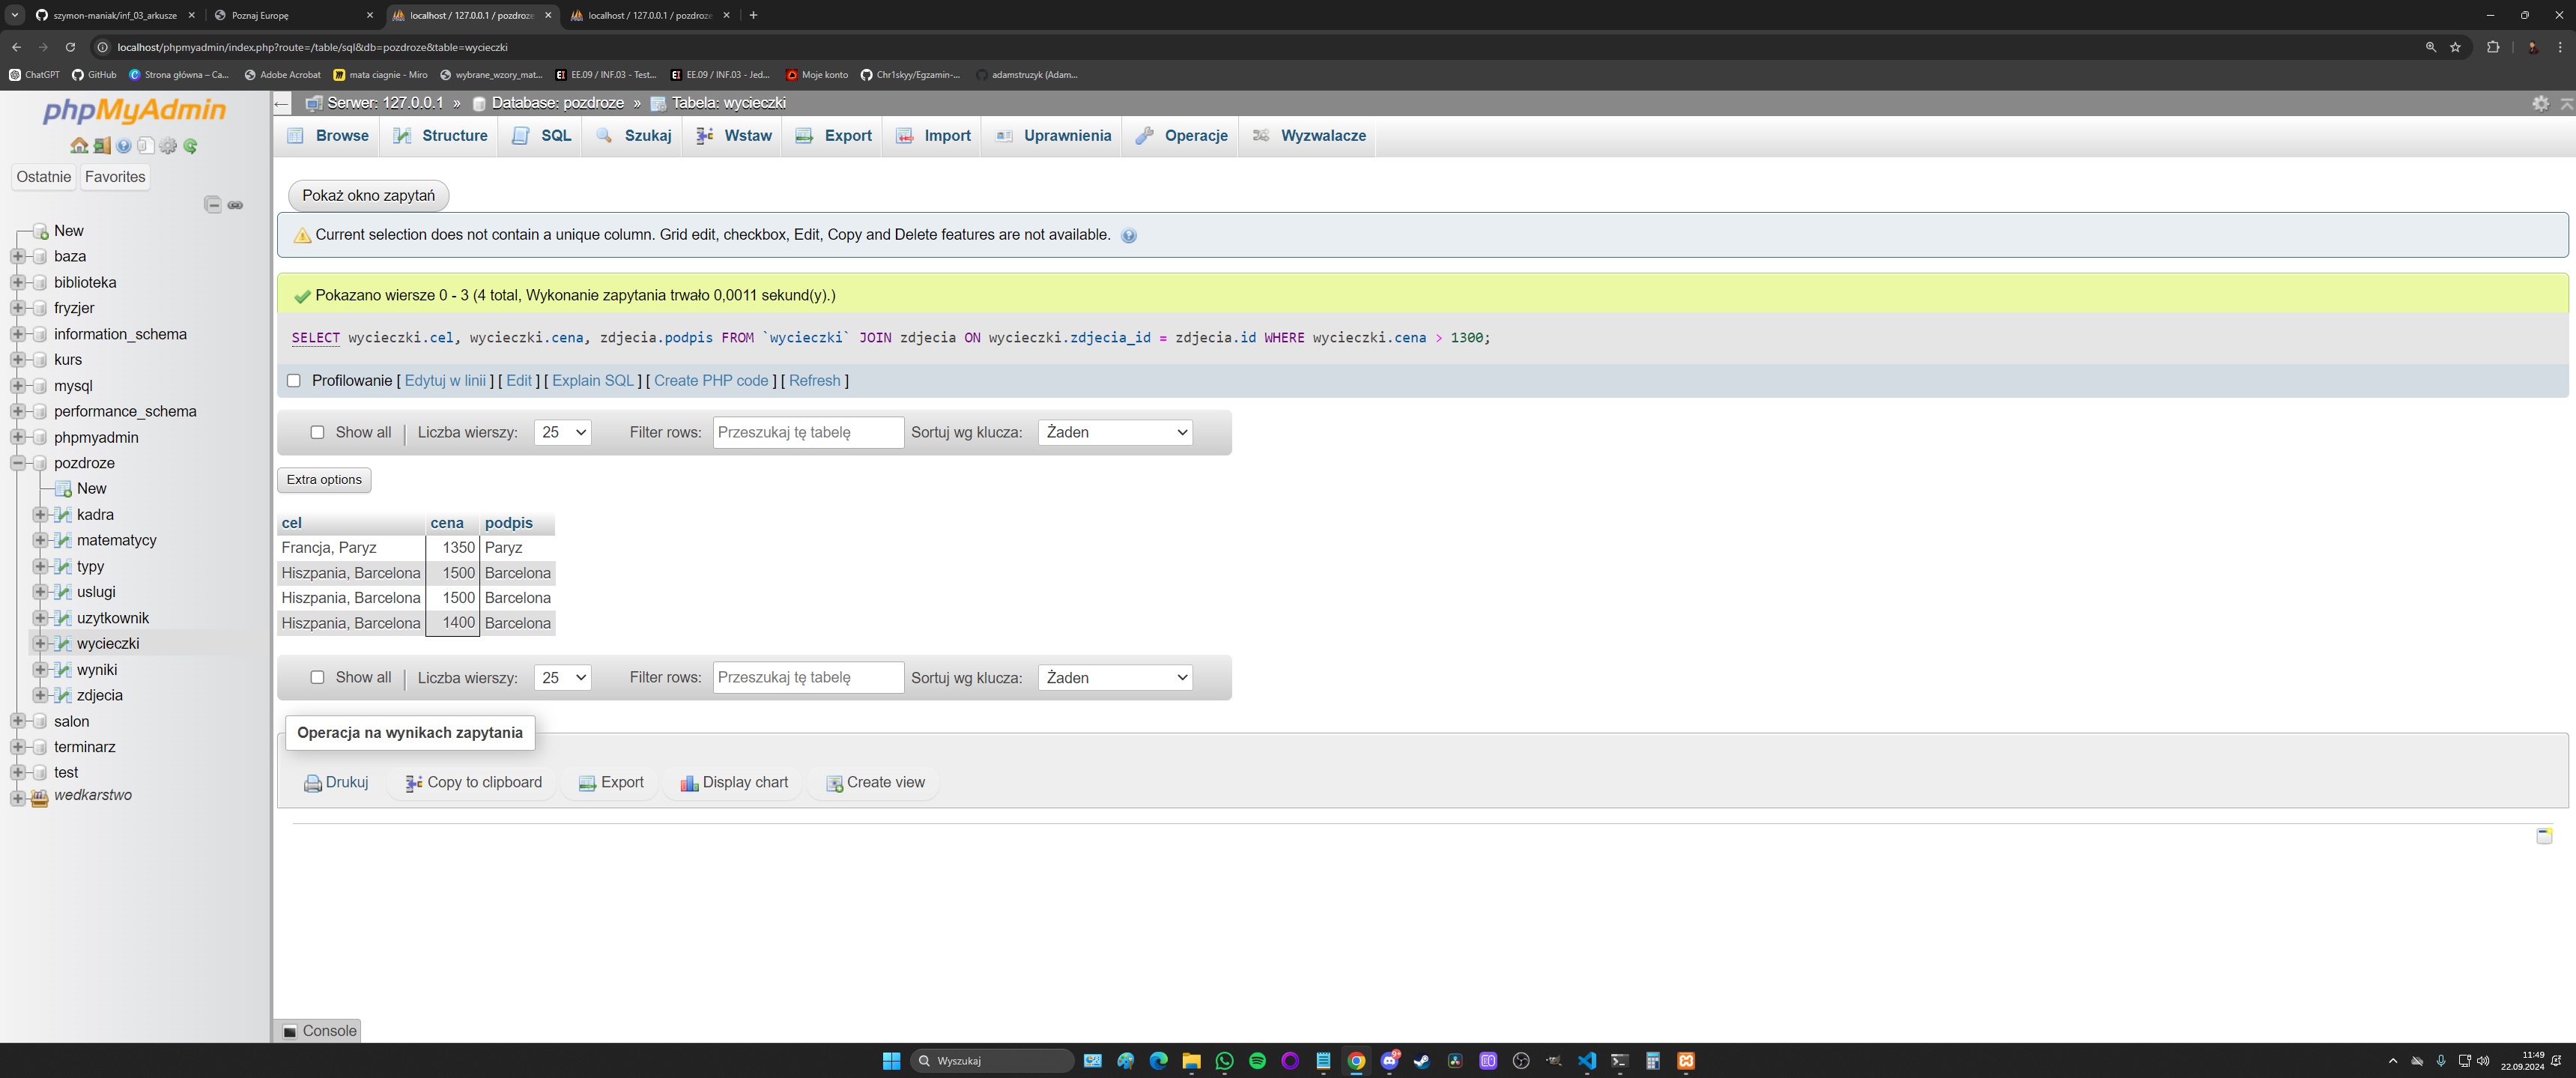 szymon-maniak/inf_03_arkusze
Poznaj Europę
localhost / 127.0.0.1 / pozdroze
localhost / 127.0.0.1 / pozdroze
localhost/phpmyadmin/index.php?route=/table/sql&db=pozdroze&table=wycieczki
ChatGPT
GitHub
Strona główna – Ca...
Adobe Acrobat
mata ciagnie - Miro
wybrane_wzory_mat...
EE.09 / INF.03 - Test...
EE.09 / INF.03 - Jed...
Moje konto
Chr1skyy/Egzamin-...
adamstruzyk (Adam...
phpMyAdmin
Ostatnie
Favorites
New
baza
biblioteka
fryzjer
information_schema
kurs
mysql
performance_schema
phpmyadmin
pozdroze
New
kadra
matematycy
typy
uslugi
uzytkownik
wycieczki
wyniki
zdjecia
salon
terminarz
test
wedkarstwo
Serwer: 127.0.0.1 » Database: pozdroze » Tabela: wycieczki
Browse
Structure
SQL
Szukaj
Wstaw
Export
Import
Uprawnienia
Operacje
Wyzwalacze
Pokaż okno zapytań
Current selection does not contain a unique column. Grid edit, checkbox, Edit, Copy and Delete features are not available.
Pokazano wiersze 0 - 3 (4 total, Wykonanie zapytania trwało 0,0011 sekund(y).)
SELECT wycieczki.cel, wycieczki.cena, zdjecia.podpis FROM `wycieczki` JOIN zdjecia ON wycieczki.zdjecia_id = zdjecia.id WHERE wycieczki.cena > 1300;
Profilowanie [ Edytuj w linii ] [ Edit ] [ Explain SQL ] [ Create PHP code ] [ Refresh ]
Show all | Liczba wierszy: 25 Filter rows: Przeszukaj tę tabelę Sortuj wg klucza: Żaden
Extra options
cel cena podpis
Francja, Paryz 1350 Paryz
Hiszpania, Barcelona 1500 Barcelona
Hiszpania, Barcelona 1500 Barcelona
Hiszpania, Barcelona 1400 Barcelona
Show all | Liczba wierszy: 25 Filter rows: Przeszukaj tę tabelę Sortuj wg klucza: Żaden
Operacja na wynikach zapytania
Drukuj
Copy to clipboard
Export
Display chart
Create view
Console
Wyszukaj
11:49
22.09.2024